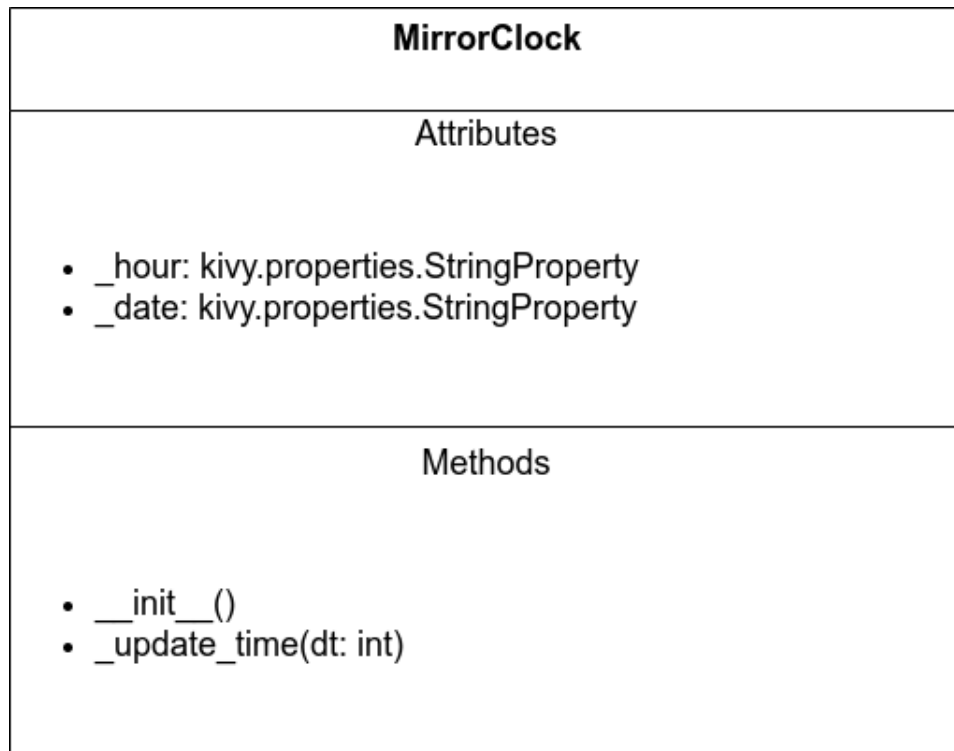 MirrorClock
Attributes
• _hour: kivy.properties.StringProperty
• _date: kivy.properties.StringProperty
Methods
• __init__()
• _update_time(dt: int)